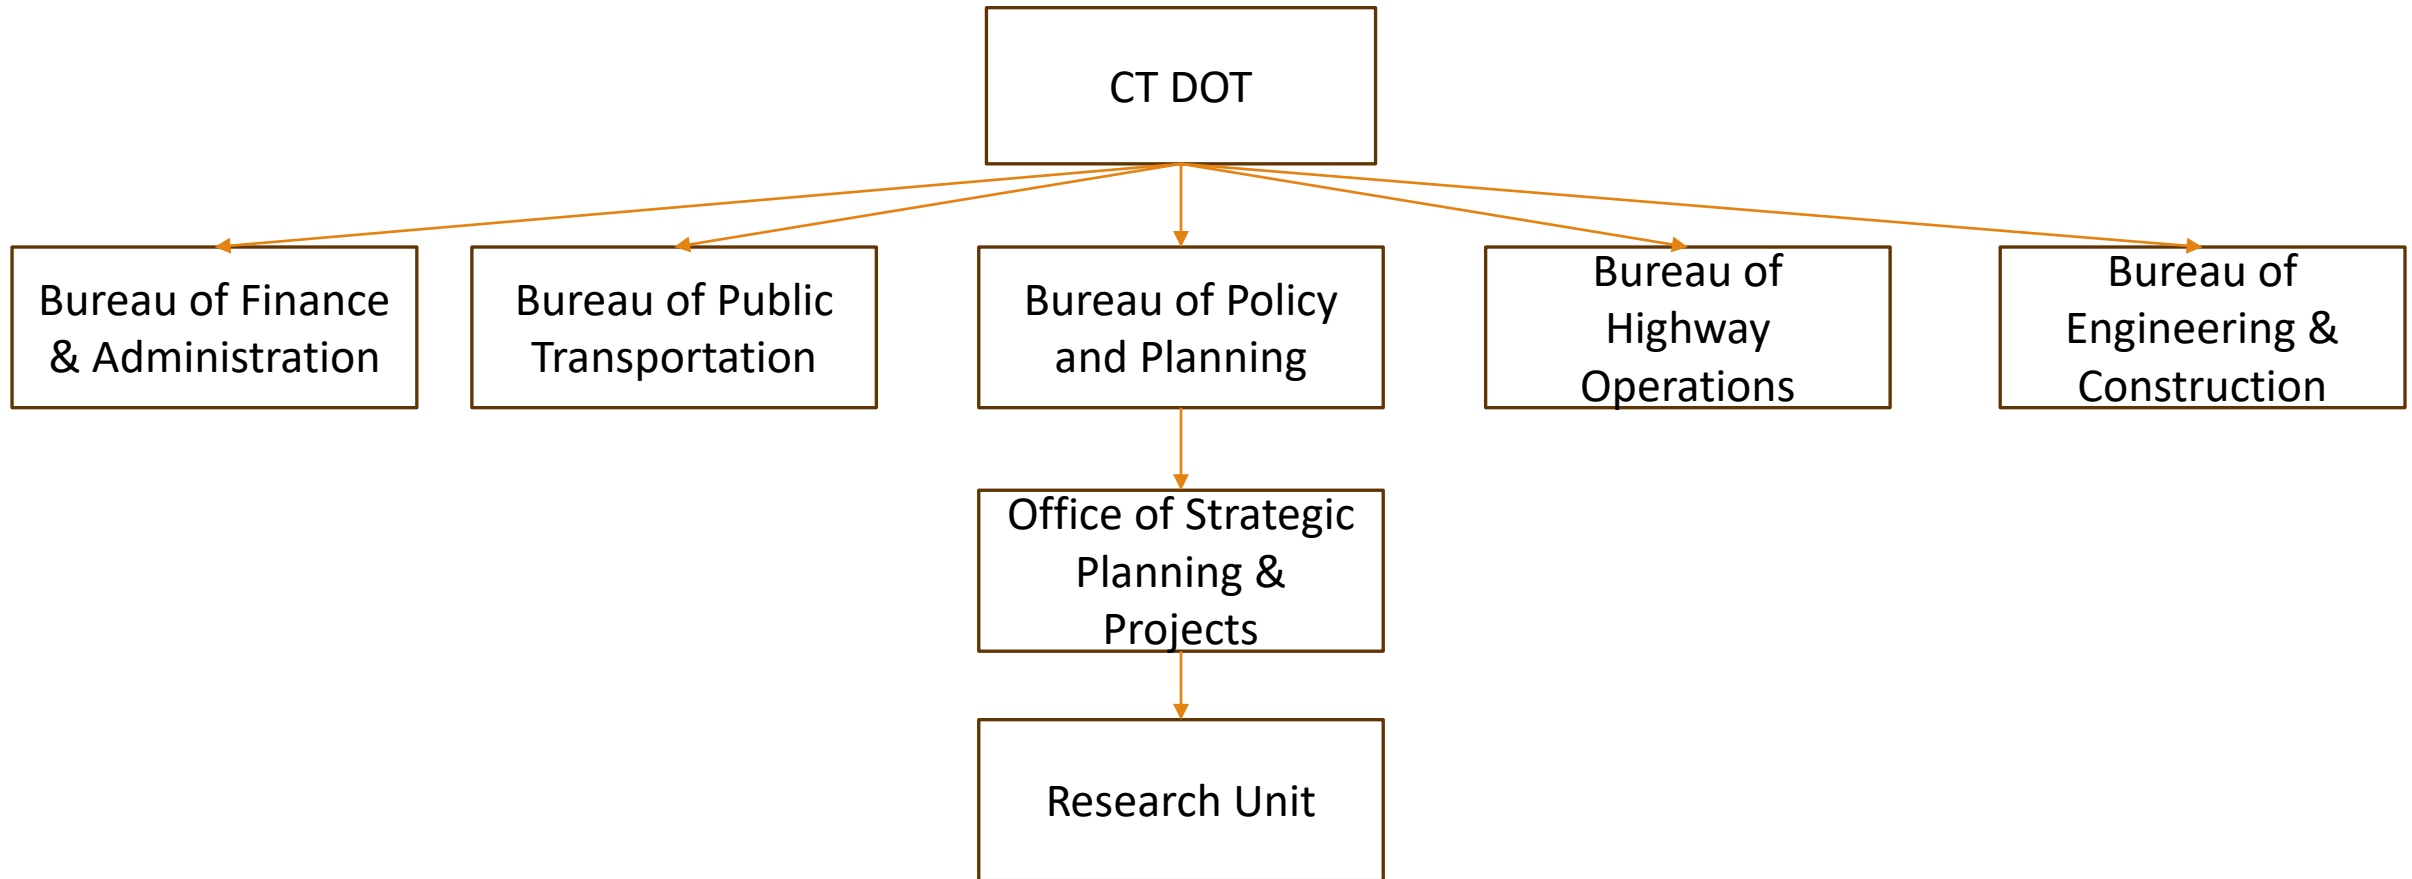 CT DOT
Bureau of Finance
& Administration
Bureau of Public
Transportation
Bureau of Policy
and Planning
Bureau of
Highway
Operations
Bureau of
Engineering &
Construction
Office of Strategic
Planning &
Projects
Research Unit